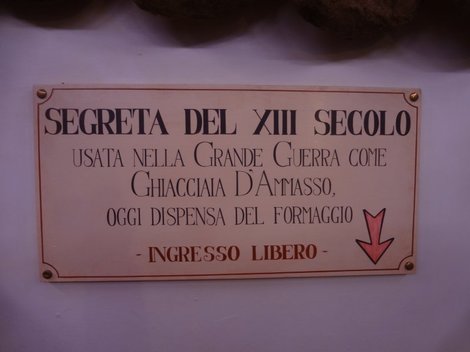 SEGRETA DEL XIII SECOLO
USATA NELLA GRANDE GUERRA COME
GHIACCIAIA D'AMMASSO,
OGGI DISPENSA DEL FORMAGGIO
- INGRESSO LIBERO -